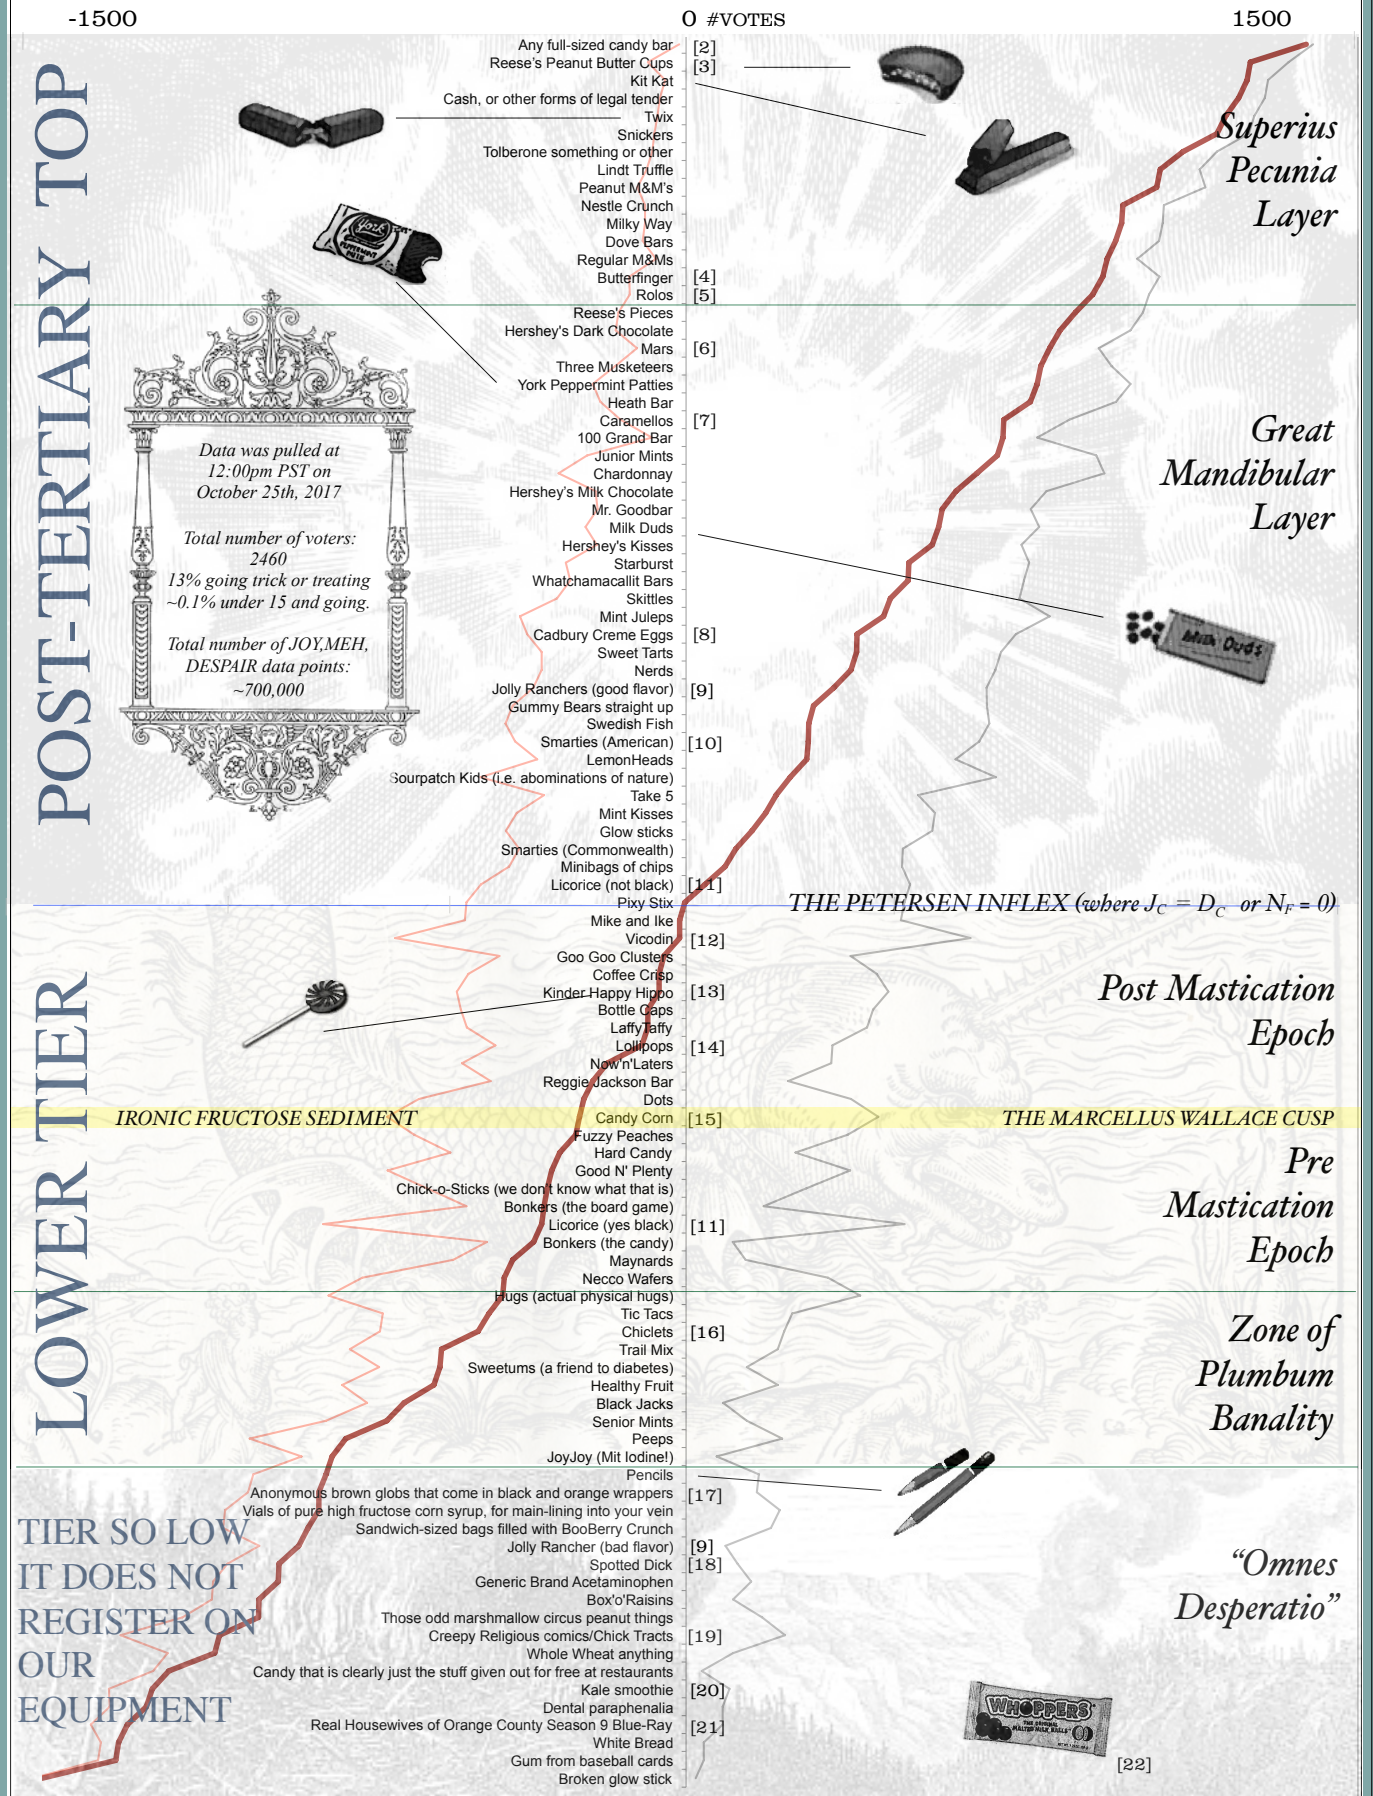 -1500 0 #VOTES 1500
POST-TERTIARY TOP
Any full-sized candy bar [2]
Reese's Peanut Butter Cups [3]
Kit Kat
Cash, or other forms of legal tender
Twix
Snickers
Tolberone something or other
Lindt Truffle
Peanut M&M's
Nestle Crunch
Milky Way
Dove Bars
Regular M&Ms
Butterfinger [4]
Rolos [5]
Superius
Pecunia
Layer
York
PEPPERMINT
Reese's Pieces
Hershey's Dark Chocolate
Mars [6]
Three Musketeers
York Peppermint Patties
Heath Bar
Caramellos [7]
100 Grand Bar
Junior Mints
Chardonnay
Hershey's Milk Chocolate
Mr. Goodbar
Milk Duds
Hershey's Kisses
Starburst
Whatchamacallit Bars
Skittles
Mint Juleps
Cadbury Creme Eggs [8]
Sweet Tarts
Nerds
Jolly Ranchers (good flavor) [9]
Gummy Bears straight up
Swedish Fish
Smarties (American) [10]
LemonHeads
Sourpatch Kids (i.e. abominations of nature)
Take 5
Mint Kisses
Glow sticks
Smarties (Commonwealth)
Minibags of chips
Licorice (not black) [11]
Great
Mandibular
Layer
Milk Duds
Data was pulled at
12:00pm PST on
October 25th, 2017
Total number of voters:
2460
13% going trick or treating
~0.1% under 15 and going.
Total number of JOY,MEH,
DESPAIR data points:
~700,000
Pixy Stix
THE PETERSEN INFLEX (where JC = DC or NF = 0)
LOWER TIER
Mike and Ike
Vicodin [12]
Goo Goo Clusters
Coffee Crisp
Kinder Happy Hippo [13]
Bottle Caps
LaffyTaffy
Lollipops [14]
Now'n'Laters
Reggie Jackson Bar
Dots
Post Mastication
Epoch
IRONIC FRUCTOSE SEDIMENT Candy Corn [15] THE MARCELLUS WALLACE CUSP
Fuzzy Peaches
Hard Candy
Good N' Plenty
Chick-o-Sticks (we don't know what that is)
Bonkers (the board game)
Licorice (yes black) [11]
Bonkers (the candy)
Maynards
Necco Wafers
Pre
Mastication
Epoch
Hugs (actual physical hugs)
Tic Tacs
Chiclets [16]
Trail Mix
Sweetums (a friend to diabetes)
Healthy Fruit
Black Jacks
Senior Mints
Peeps
JoyJoy (Mit Iodine!)
Zone of
Plumbum
Banality
Pencils
Anonymous brown globs that come in black and orange wrappers [17]
Vials of pure high fructose corn syrup, for main-lining into your vein
Sandwich-sized bags filled with BooBerry Crunch
Jolly Rancher (bad flavor) [9]
Spotted Dick [18]
Generic Brand Acetaminophen
Box'o'Raisins
Those odd marshmallow circus peanut things
Creepy Religious comics/Chick Tracts [19]
Whole Wheat anything
Candy that is clearly just the stuff given out for free at restaurants
Kale smoothie [20]
Dental paraphenalia
Real Housewives of Orange County Season 9 Blue-Ray [21]
White Bread
Gum from baseball cards
Broken glow stick
TIER SO LOW
IT DOES NOT
REGISTER ON
OUR
EQUIPMENT
"Omnes
Desperatio"
WHOPPERS
THE ORIGINAL
MALTED MILK BALLS
[22]